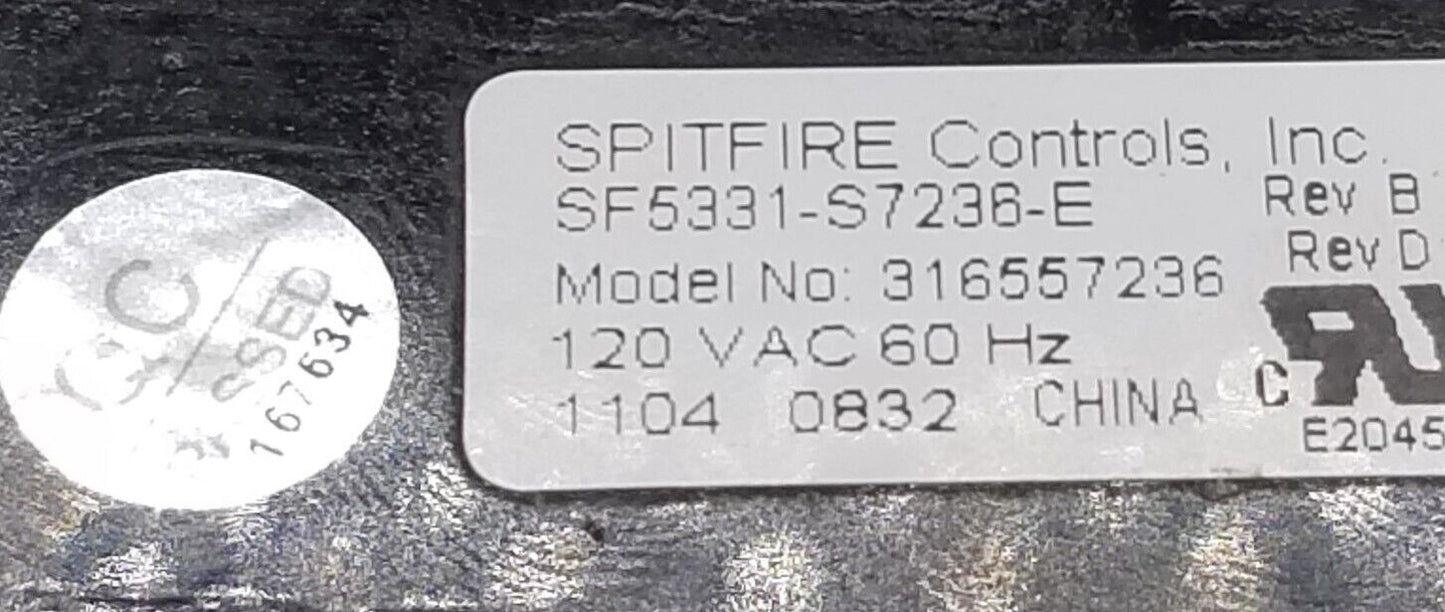 SPITFIRE Controls, Inc.
SF5331-S7236-E
Rev B
Rev D
Model No: 316557236
120 VAC 60 Hz
1104 0832 CHINA
C
E2045
QC
167634